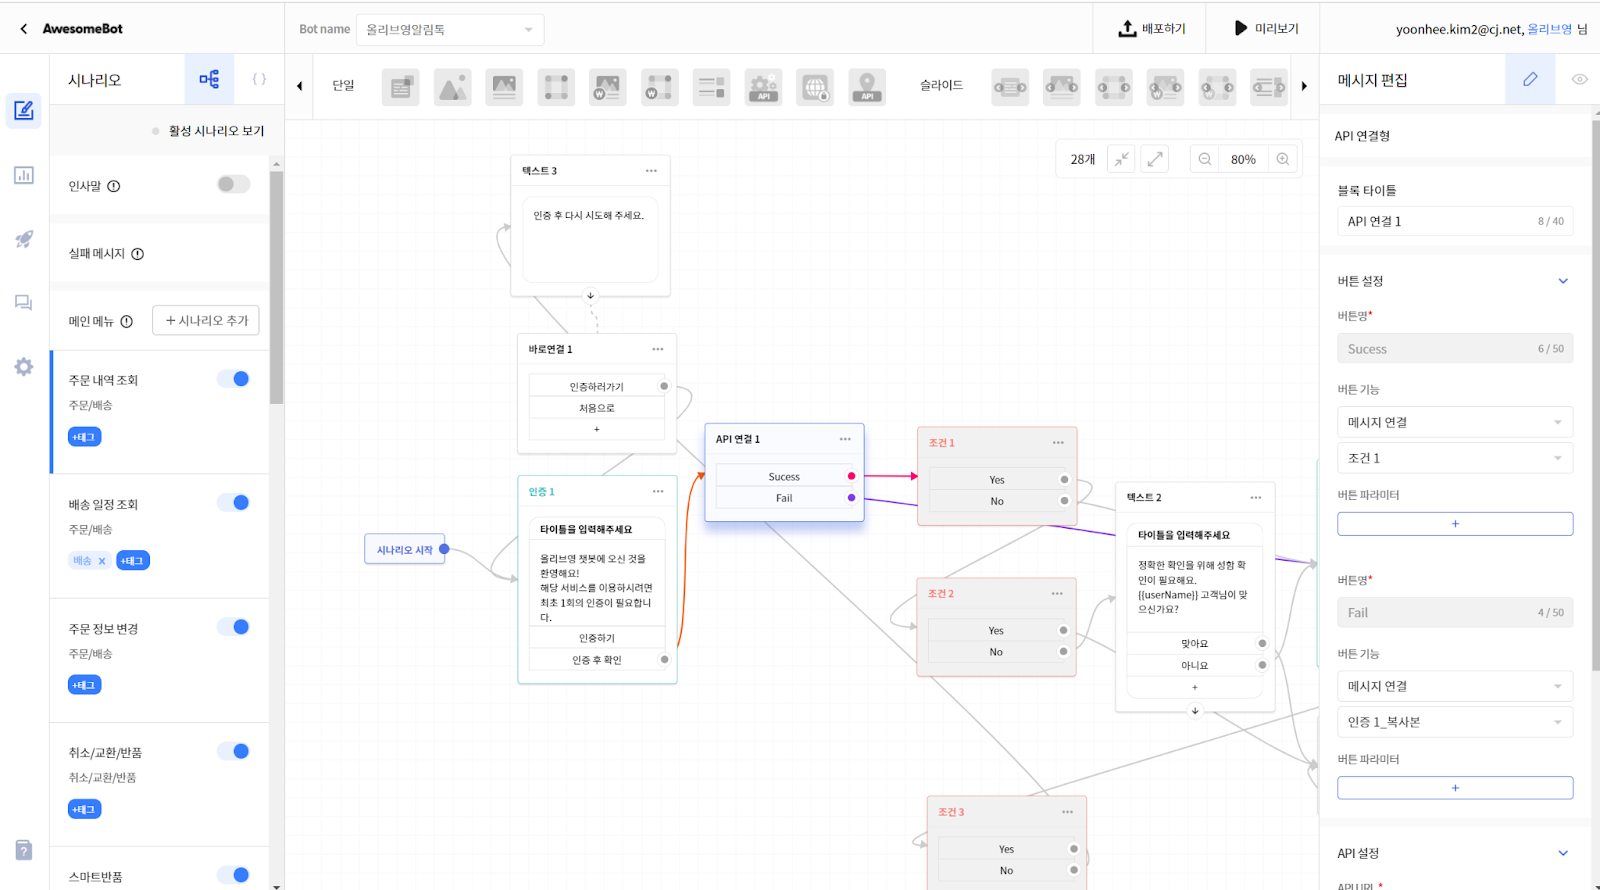 AwesomeBot
Bot name
올리브영알림톡
배포하기
미리보기
yoonhee.kim2@cj.net, 올리브영 님
시나리오
{ }
단일
API
API
슬라이드
메시지 편집
활성 시나리오 보기
인사말
실패 메시지
메인 메뉴
+ 시나리오 추가
주문 내역 조회
주문/배송
+태그
배송 일정 조회
주문/배송
배송 x
+태그
주문 정보 변경
주문/배송
+태그
취소/교환/반품
취소/교환/반품
+태그
스마트반품
28개
80%
텍스트 3
인증 후 다시 시도해 주세요.
바로연결 1
인증하러가기
처음으로
+
시나리오 시작
인증 1
타이틀을 입력해주세요
올리브영 챗봇에 오신 것을
환영해요!
해당 서비스를 이용하시려면
최초 1회의 인증이 필요합니
다.
인증하기
인증 후 확인
API 연결 1
Sucess
Fail
조건 1
Yes
No
조건 2
Yes
No
텍스트 2
타이틀을 입력해주세요
정확한 확인을 위해 성함 확
인이 필요해요.
{{userName}} 고객님이 맞
으신가요?
맞아요
아니요
+
조건 3
Yes
No
API 연결형
블록 타이틀
API 연결 1
8 / 40
버튼 설정
버튼명*
Sucess
6 / 50
버튼 기능
메시지 연결
조건 1
버튼 파라미터
+
버튼명*
Fail
4 / 50
버튼 기능
메시지 연결
인증 1_복사본
버튼 파라미터
+
API 설정
API URL *